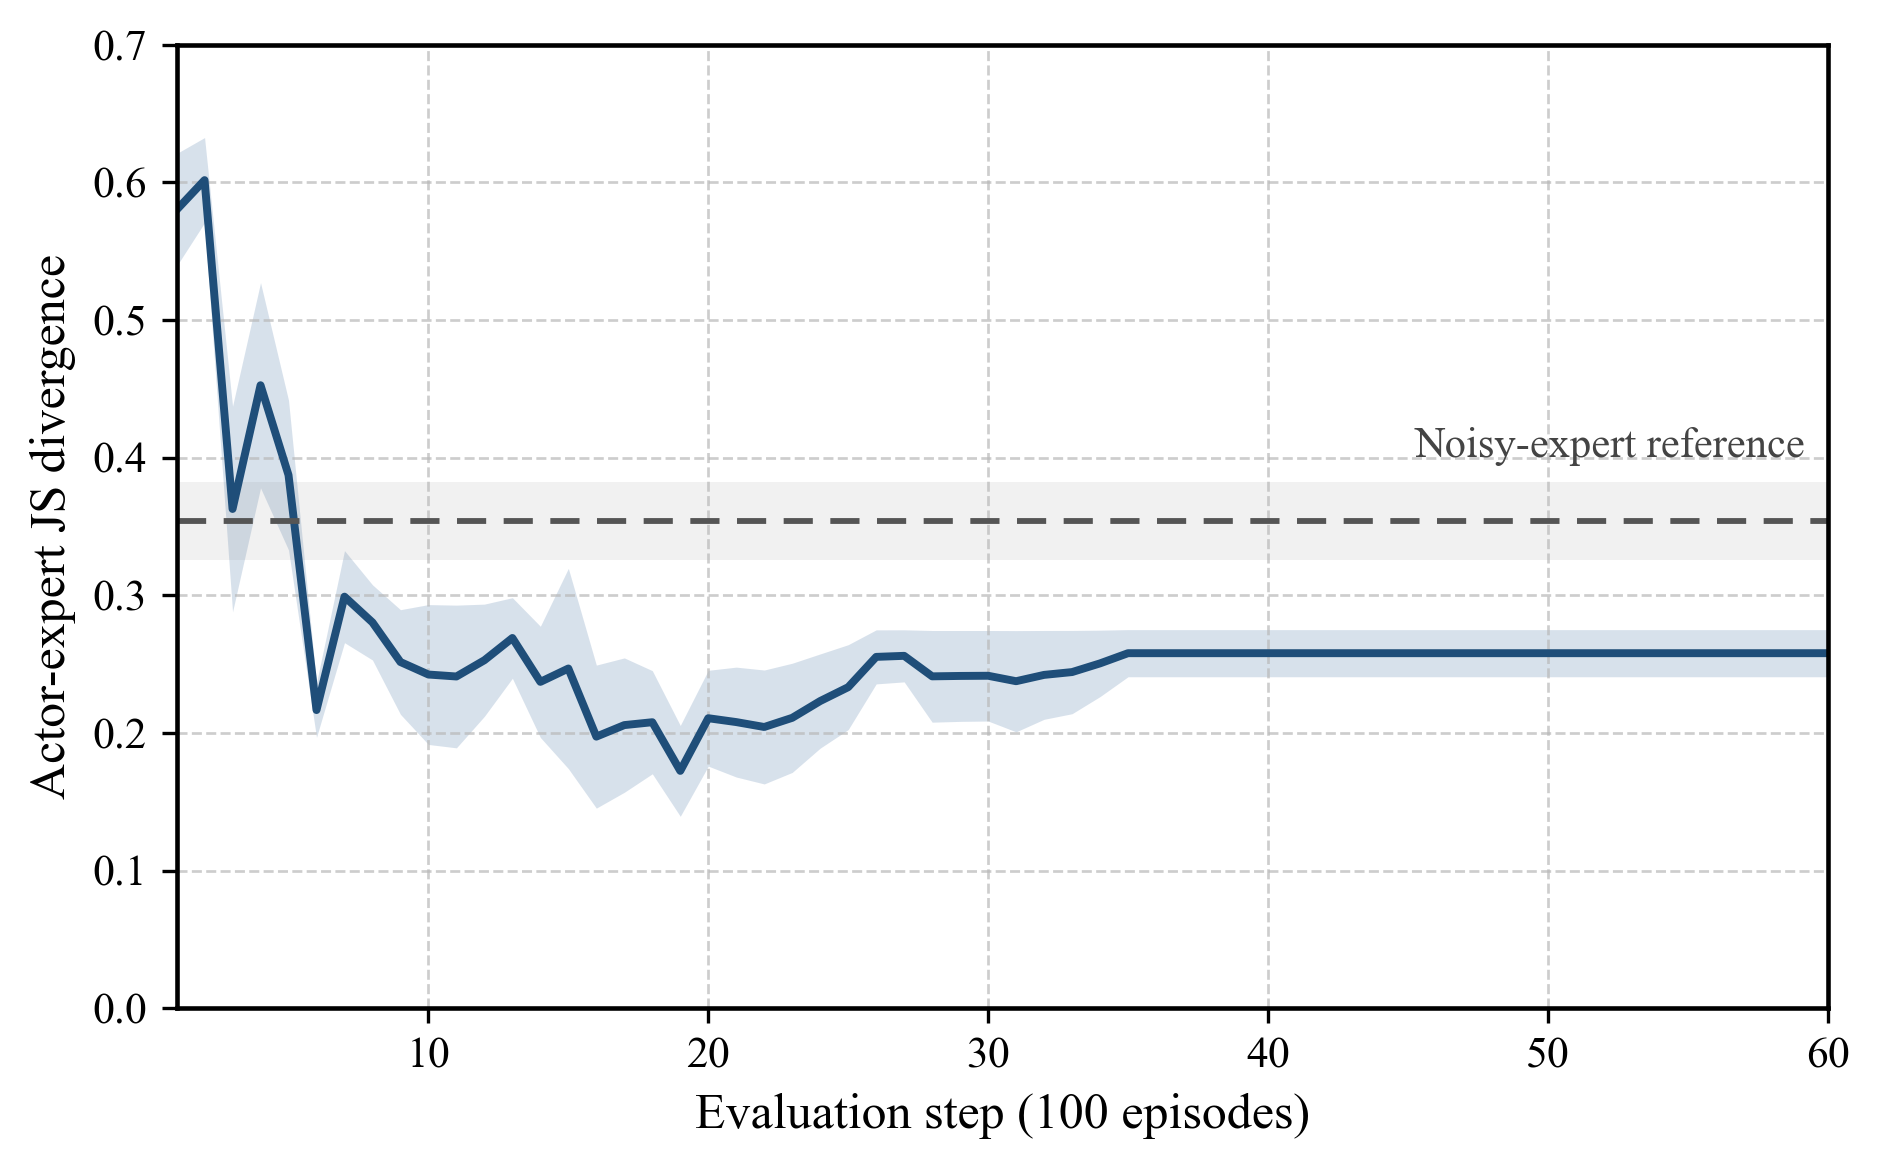 0.7
0.6
0.5
0.4
0.3
0.2
0.1
0.0
Actor-expert JS divergence
Noisy-expert reference
10 20 30 40 50 60
Evaluation step (100 episodes)